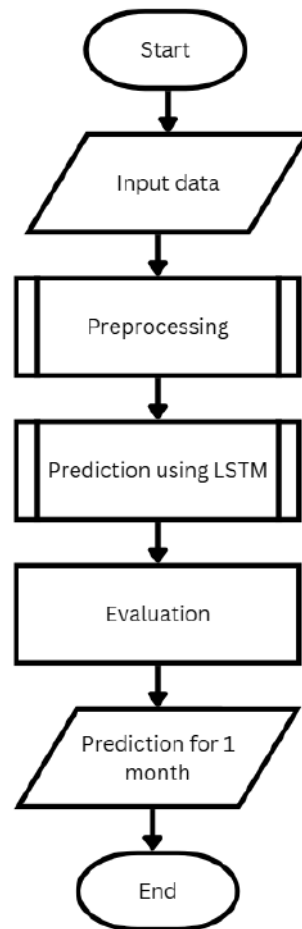 Start
Input data
Preprocessing
Prediction using LSTM
Evaluation
Prediction for 1
month
End